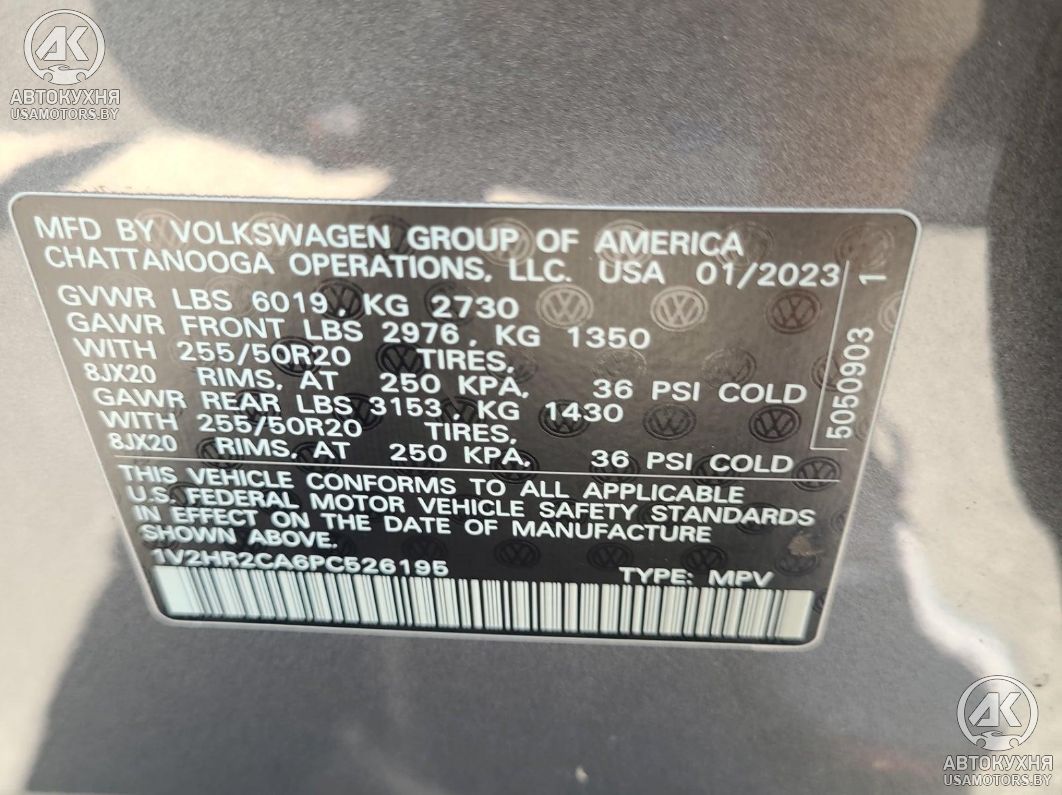 AK
АВТОКУХНЯ
USAMOTORS.BY
MFD BY VOLKSWAGEN GROUP OF AMERICA
CHATTANOOGA OPERATIONS, LLC. USA 01/2023
GVWR LBS 6019, KG 2730
GAWR FRONT LBS 2976, KG 1350
WITH 255/50R20 TIRES,
8JX20 RIMS, AT 250 KPA, 36 PSI COLD
GAWR REAR LBS 3153, KG 1430
WITH 255/50R20 TIRES,
8JX20 RIMS, AT 250 KPA, 36 PSI COLD
5050903 1
THIS VEHICLE CONFORMS TO ALL APPLICABLE
U.S. FEDERAL MOTOR VEHICLE SAFETY STANDARDS
IN EFFECT ON THE DATE OF MANUFACTURE
SHOWN ABOVE.
1V2HR2CA6PC526195 TYPE: MPV
AK
АВТОКУХНЯ
USAMOTORS.BY